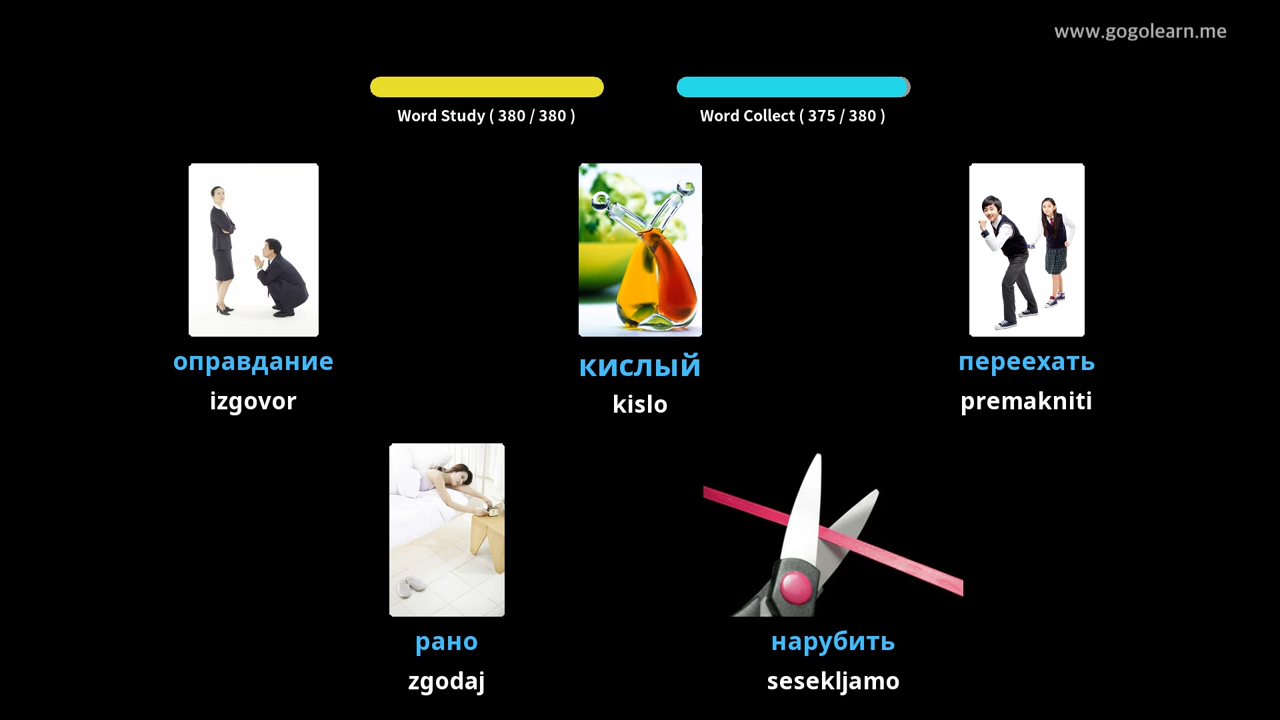 www.gogolearn.me
Word Study ( 380 / 380 )
Word Collect ( 375 / 380 )
оправдание
izgovor
кислый
kislo
переехать
premakniti
рано
zgodaj
нарубить
sesekljamo